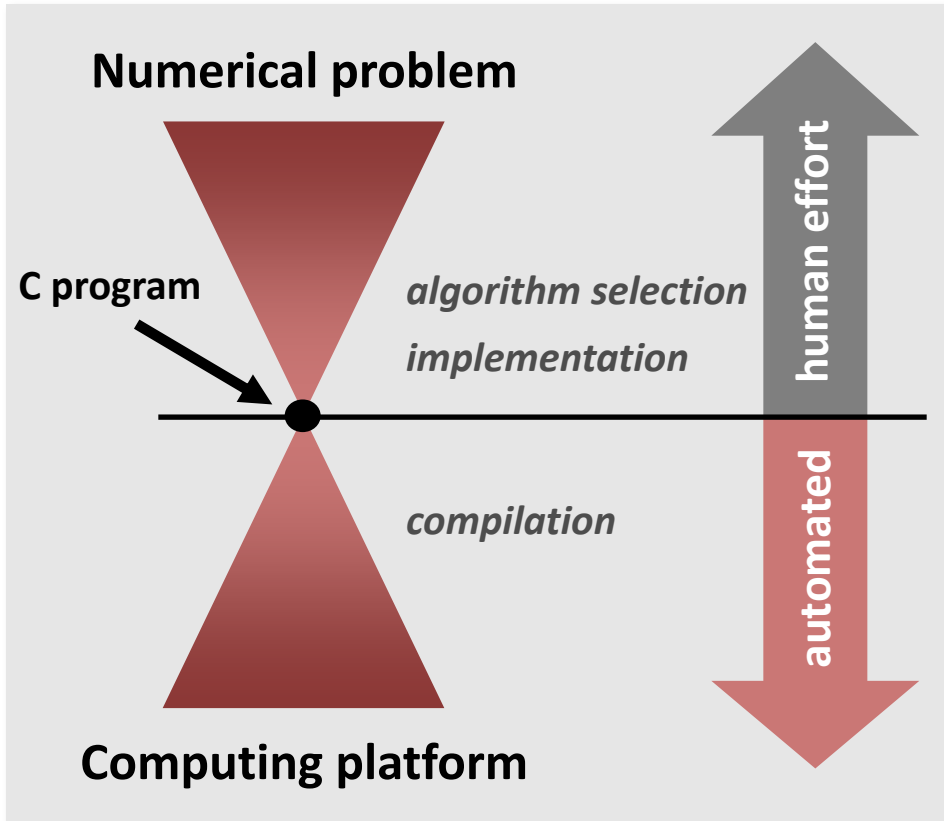 Numerical problem
human effort
C program
algorithm selection
implementation
compilation
automated
Computing platform